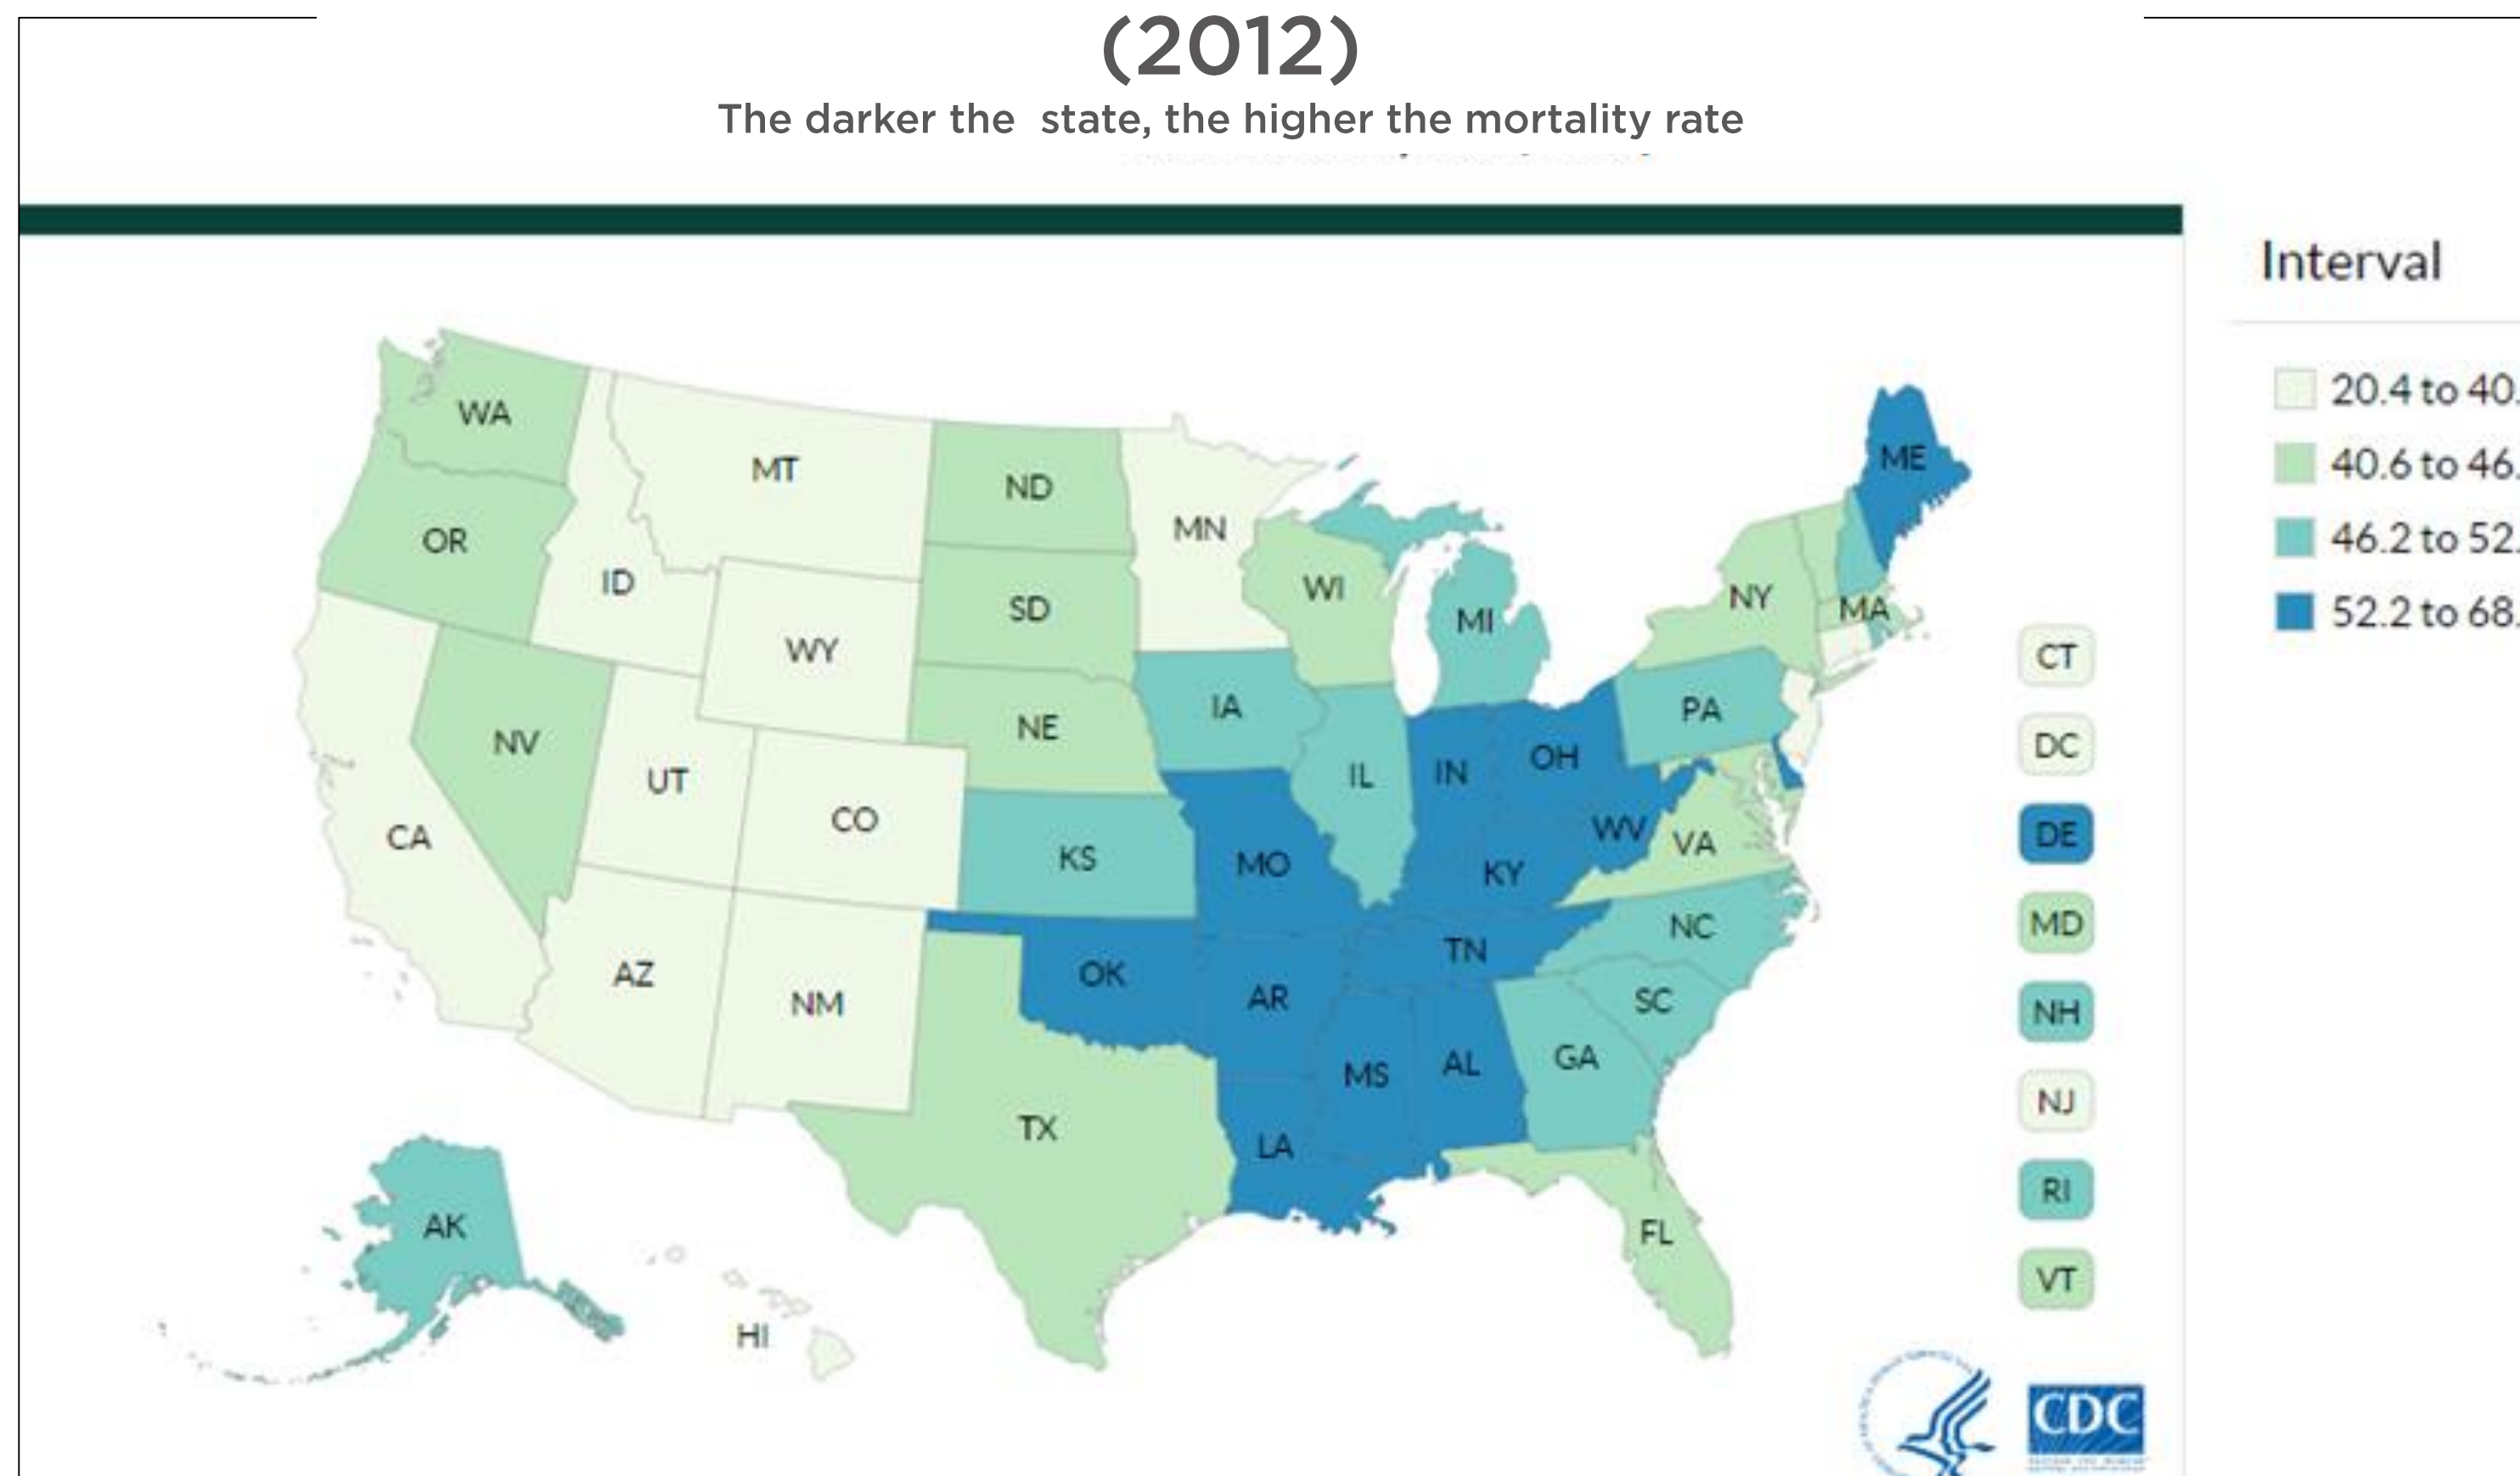 (2012)
The darker the state, the higher the mortality rate
Interval
20.4 to 40.
40.6 to 46.
46.2 to 52.
52.2 to 68.
WA
MT
ND
MN
ME
OR
ID
SD
WI
NY
MA
MI
WY
IA
PA
NV
NE
UT
CO
IL
IN
OH
CA
KS
MO
WV
VA
KY
NC
TN
AZ
NM
OK
AR
SC
MS
AL
GA
TX
LA
AK
FL
HI
CT
DC
DE
MD
NH
NJ
RI
VT
CDC